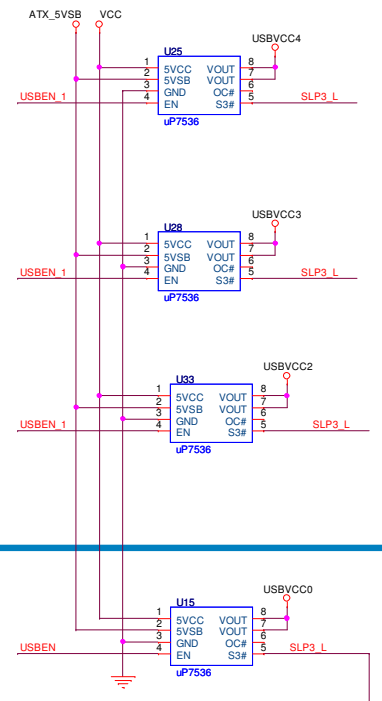 ATX_5VSB VCC
USBVCC4
U25
1 5VCC VOUT 8
2 5VSB VOUT 7
3 GND OC# 6
USBEN_1 4 EN S3# 5 SLP3_L
uP7536
USBVCC3
U28
1 5VCC VOUT 8
2 5VSB VOUT 7
3 GND OC# 6
USBEN_1 4 EN S3# 5 SLP3_L
uP7536
USBVCC2
U33
1 5VCC VOUT 8
2 5VSB VOUT 7
3 GND OC# 6
USBEN_1 4 EN S3# 5 SLP3_L
uP7536
USBVCC0
U15
1 5VCC VOUT 8
2 5VSB VOUT 7
3 GND OC# 6
USBEN 4 EN S3# 5 SLP3_L
uP7536